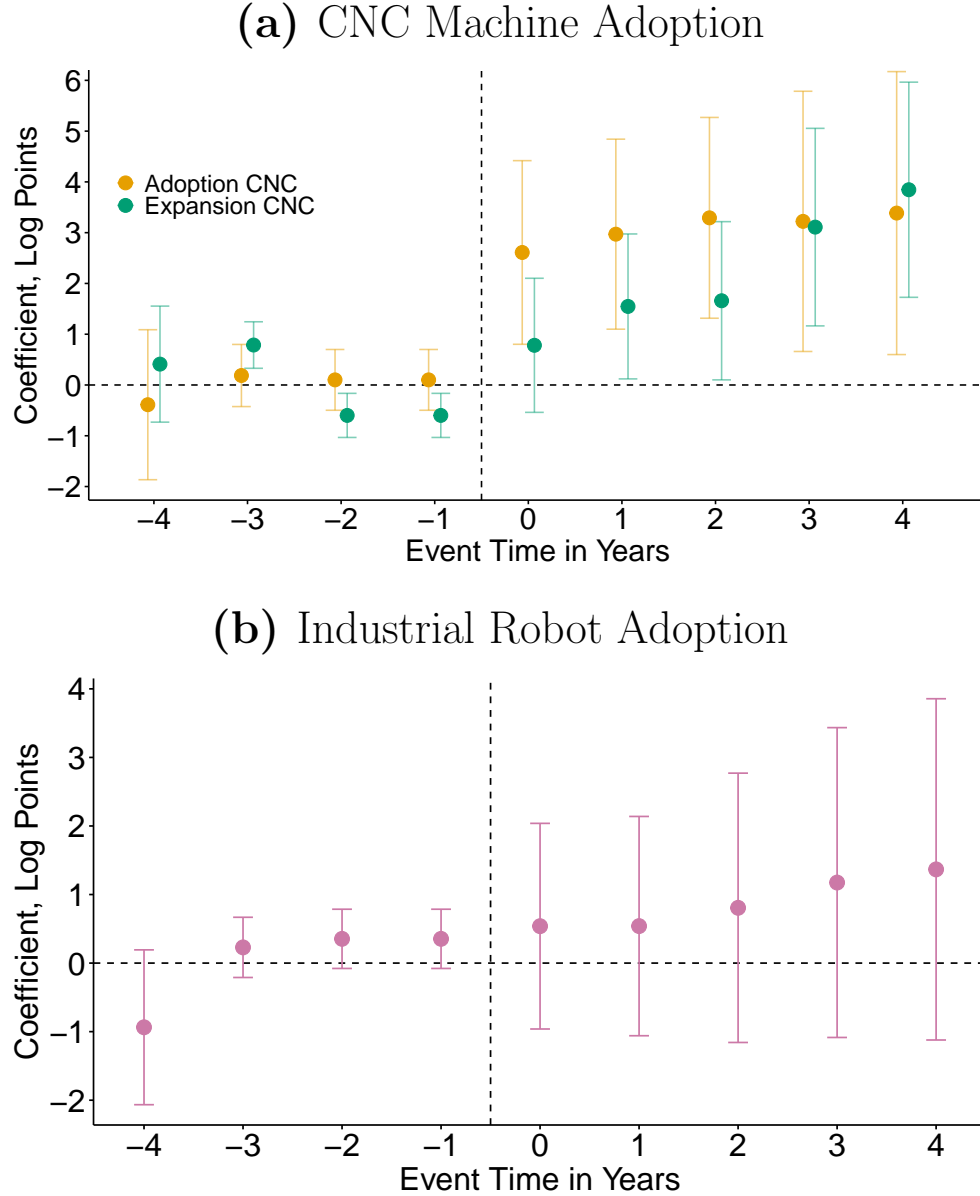 (a) CNC Machine Adoption
6
5
4
3
2
1
0
−1
−2
Coefficient, Log Points
Adoption CNC
Expansion CNC
−4 −3 −2 −1 0 1 2 3 4
Event Time in Years
(b) Industrial Robot Adoption
4
3
2
1
0
−1
−2
Coefficient, Log Points
−4 −3 −2 −1 0 1 2 3 4
Event Time in Years